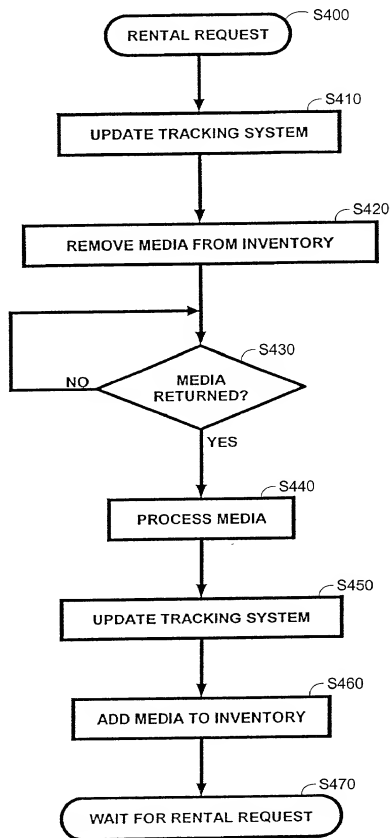 S400
RENTAL REQUEST
S410
UPDATE TRACKING SYSTEM
S420
REMOVE MEDIA FROM INVENTORY
S430
NO
MEDIA
RETURNED?
YES
S440
PROCESS MEDIA
S450
UPDATE TRACKING SYSTEM
S460
ADD MEDIA TO INVENTORY
S470
WAIT FOR RENTAL REQUEST